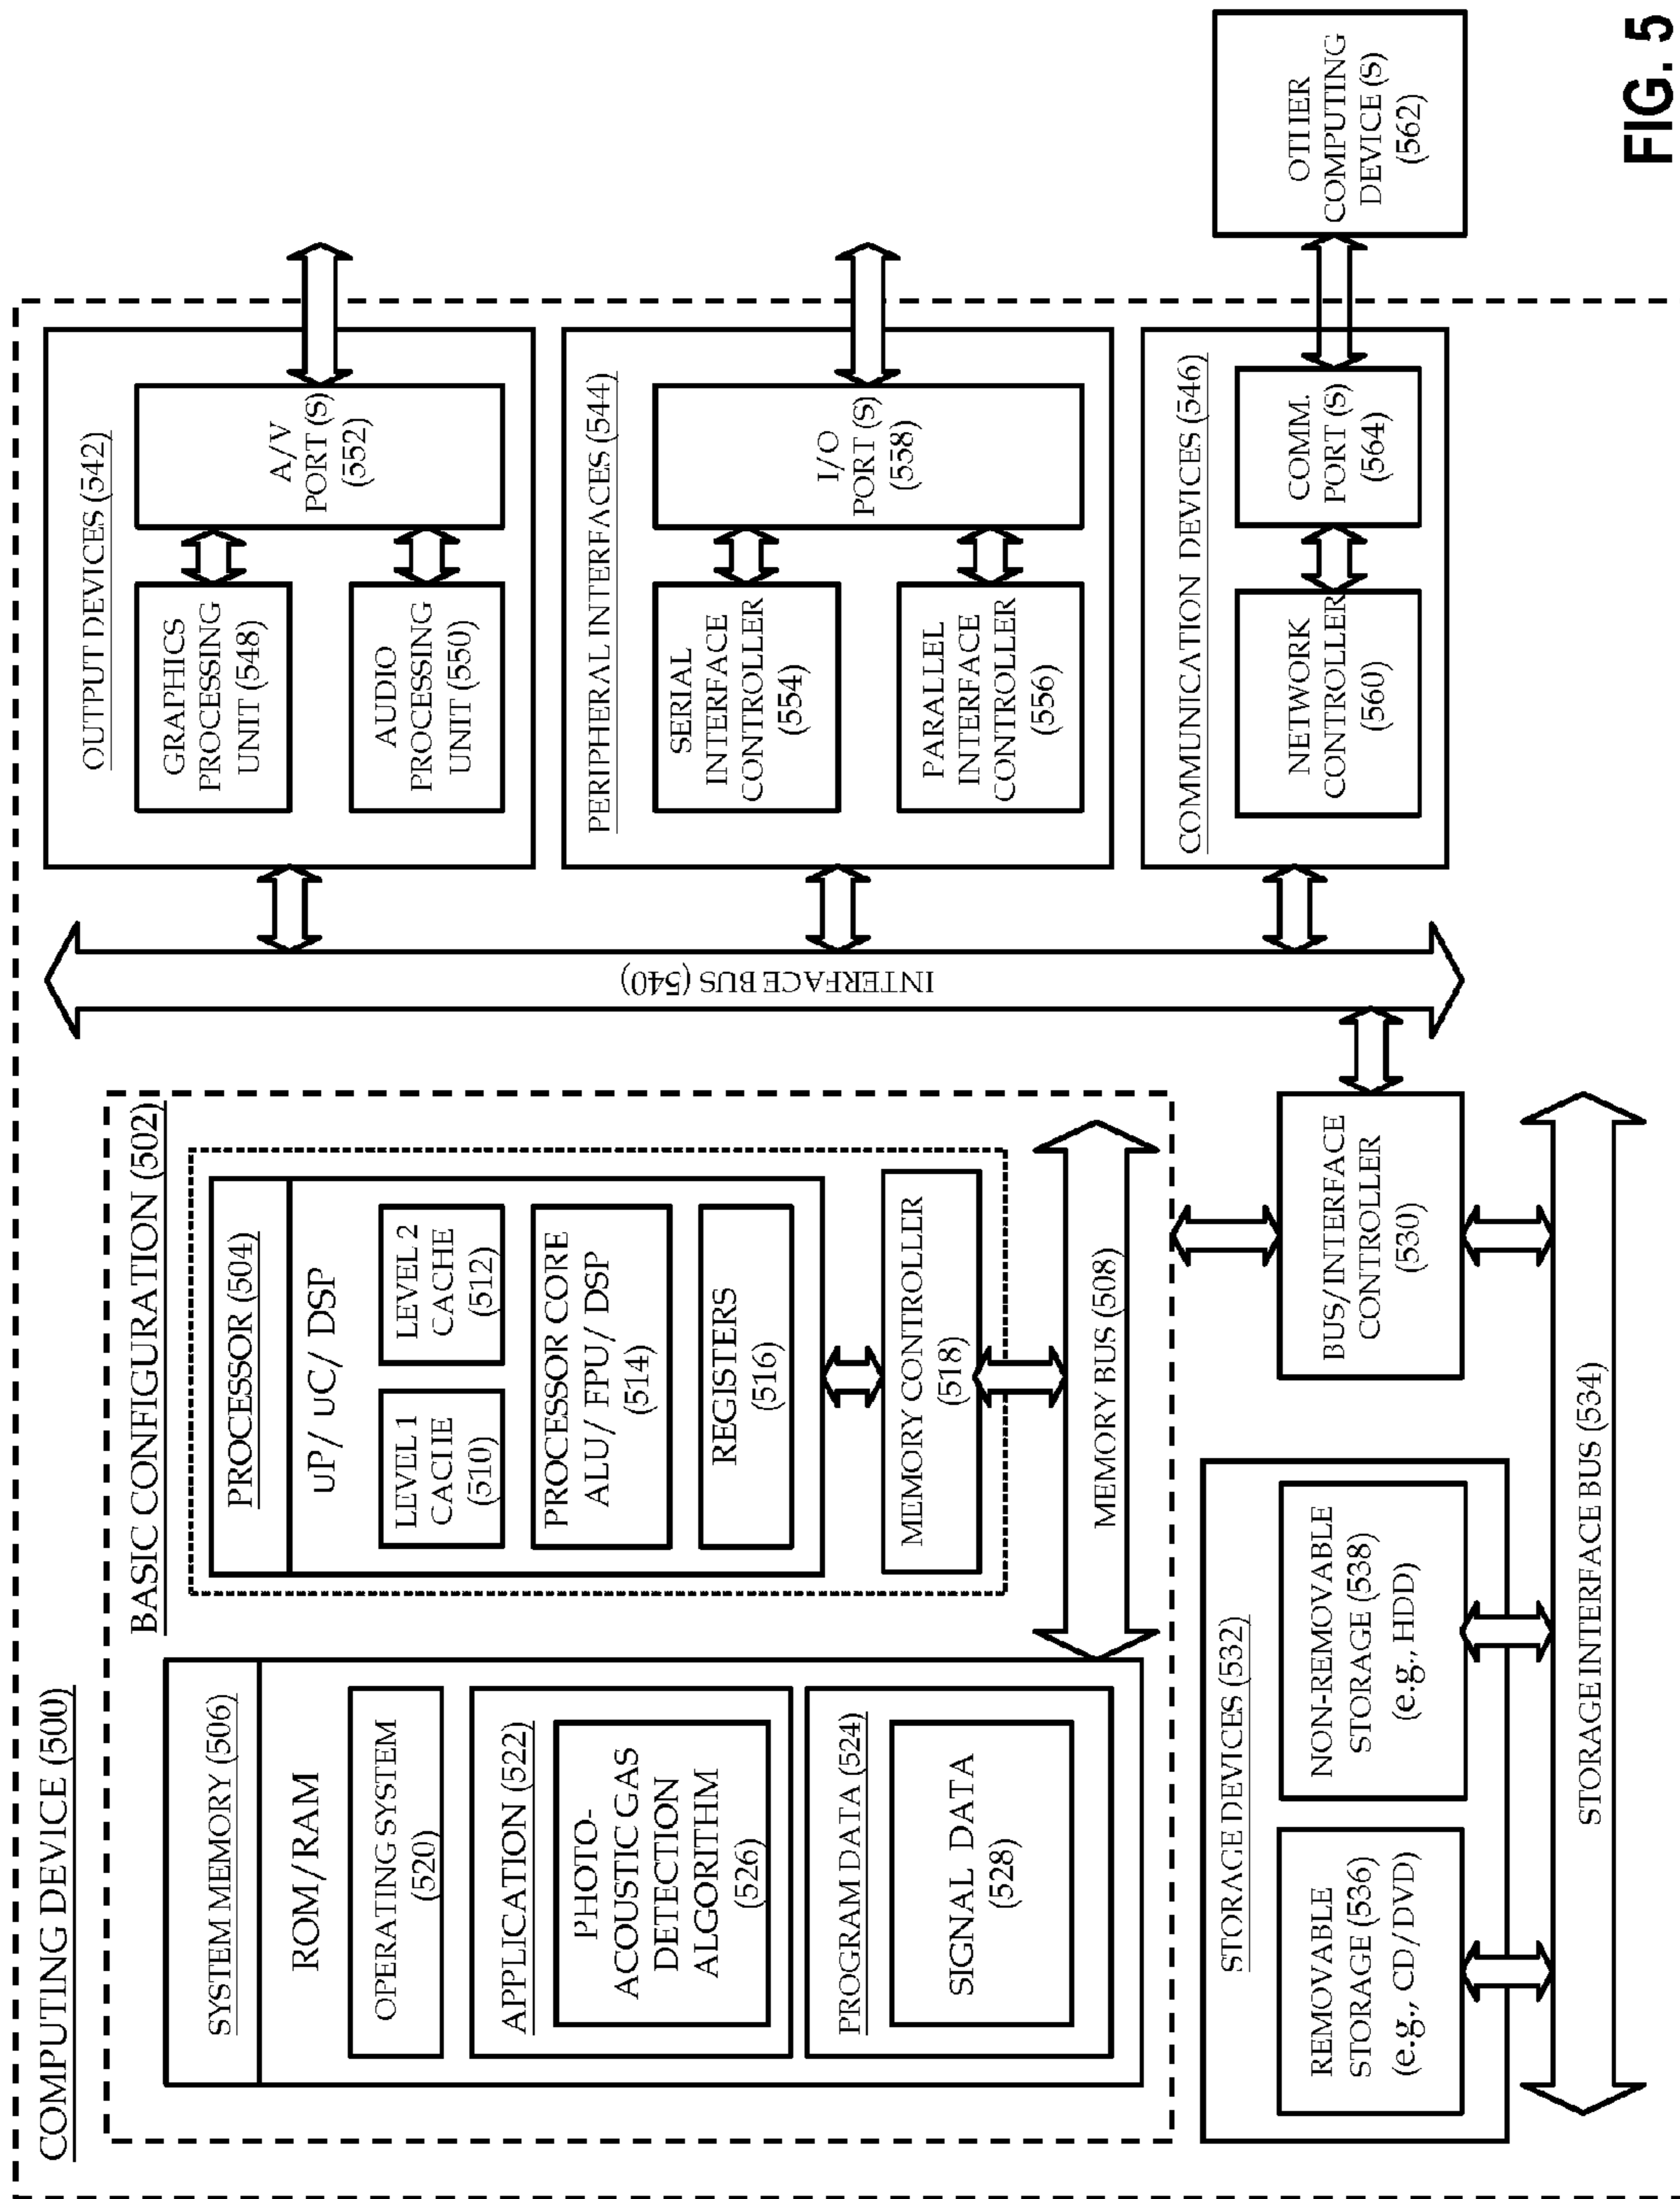 COMPUTING DEVICE (500)
BASIC CONFIGURATION (502)
SYSTEM MEMORY (506)
ROM/RAM
OPERATING SYSTEM
(520)
APPLICATION (522)
PHOTO-
ACOUSTIC GAS
DETECTION
ALGORITHM
(526)
PROGRAM DATA (524)
SIGNAL DATA
(528)
PROCESSOR (504)
uP/ uC/ DSP
LEVEL 1
CACHE
(510)
LEVEL 2
CACHE
(512)
PROCESSOR CORE
ALU/ FPU/ DSP
(514)
REGISTERS
(516)
MEMORY CONTROLLER
(518)
MEMORY BUS (508)
BUS/INTERFACE
CONTROLLER
(530)
STORAGE DEVICES (532)
REMOVABLE
STORAGE (536)
(e.g., CD/DVD)
NON-REMOVABLE
STORAGE (538)
(e.g., HDD)
STORAGE INTERFACE BUS (534)
INTERFACE BUS (540)
OUTPUT DEVICES (542)
GRAPHICS
PROCESSING
UNIT (548)
AUDIO
PROCESSING
UNIT (550)
A/V
PORT (S)
(552)
PERIPHERAL INTERFACES (544)
SERIAL
INTERFACE
CONTROLLER
(554)
PARALLEL
INTERFACE
CONTROLLER
(556)
I/O
PORT (S)
(558)
COMMUNICATION DEVICES (546)
NETWORK
CONTROLLER
(560)
COMM.
PORT (S)
(564)
OTHER
COMPUTING
DEVICE (S)
(562)
FIG. 5